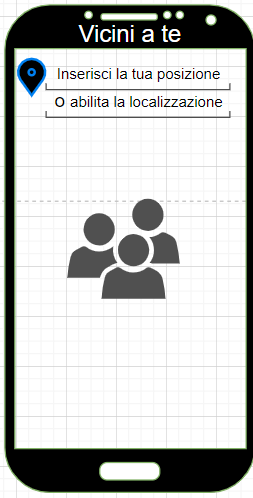 Vicini a te
Inserisci la tua posizione
O abilita la localizzazione